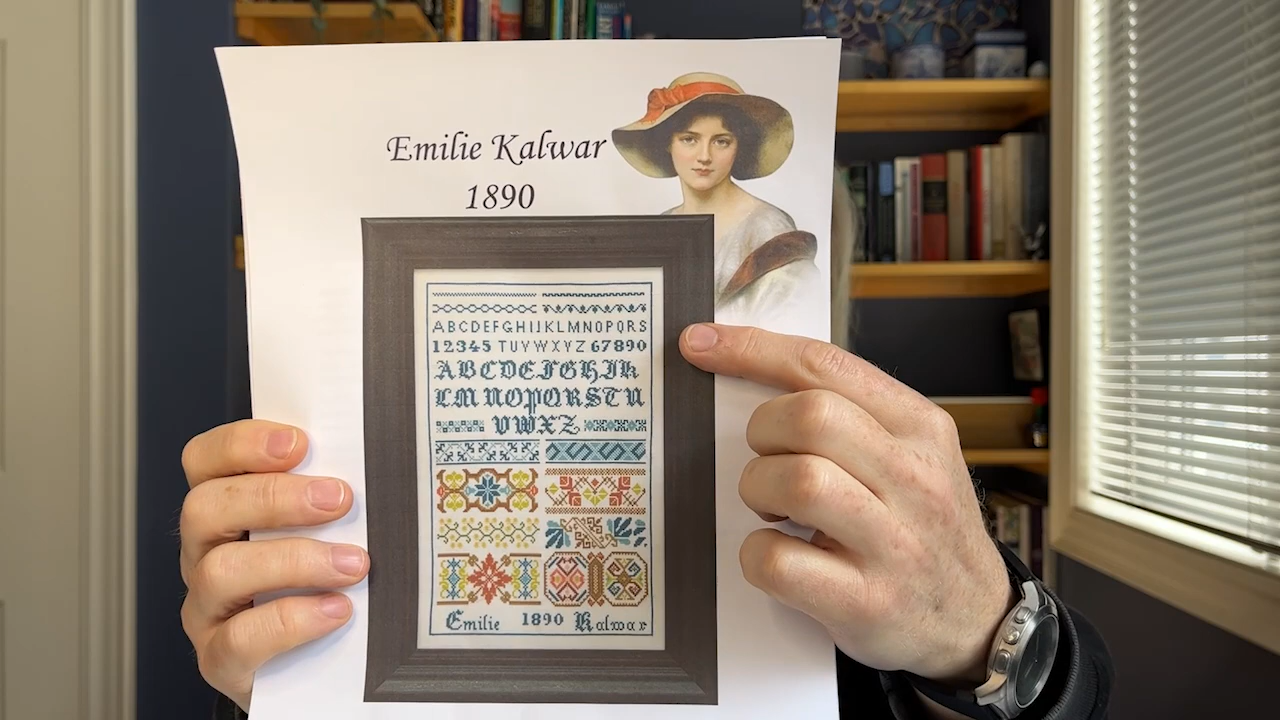 Emilie Kalwar
1890
ABCDEFGHIJKLMNOPQRS
12345 TUVWXYZ 67890
ABCDEFGHIK
LMNOPQRSTU
VWXZ
Emilie 1890 Kalwar